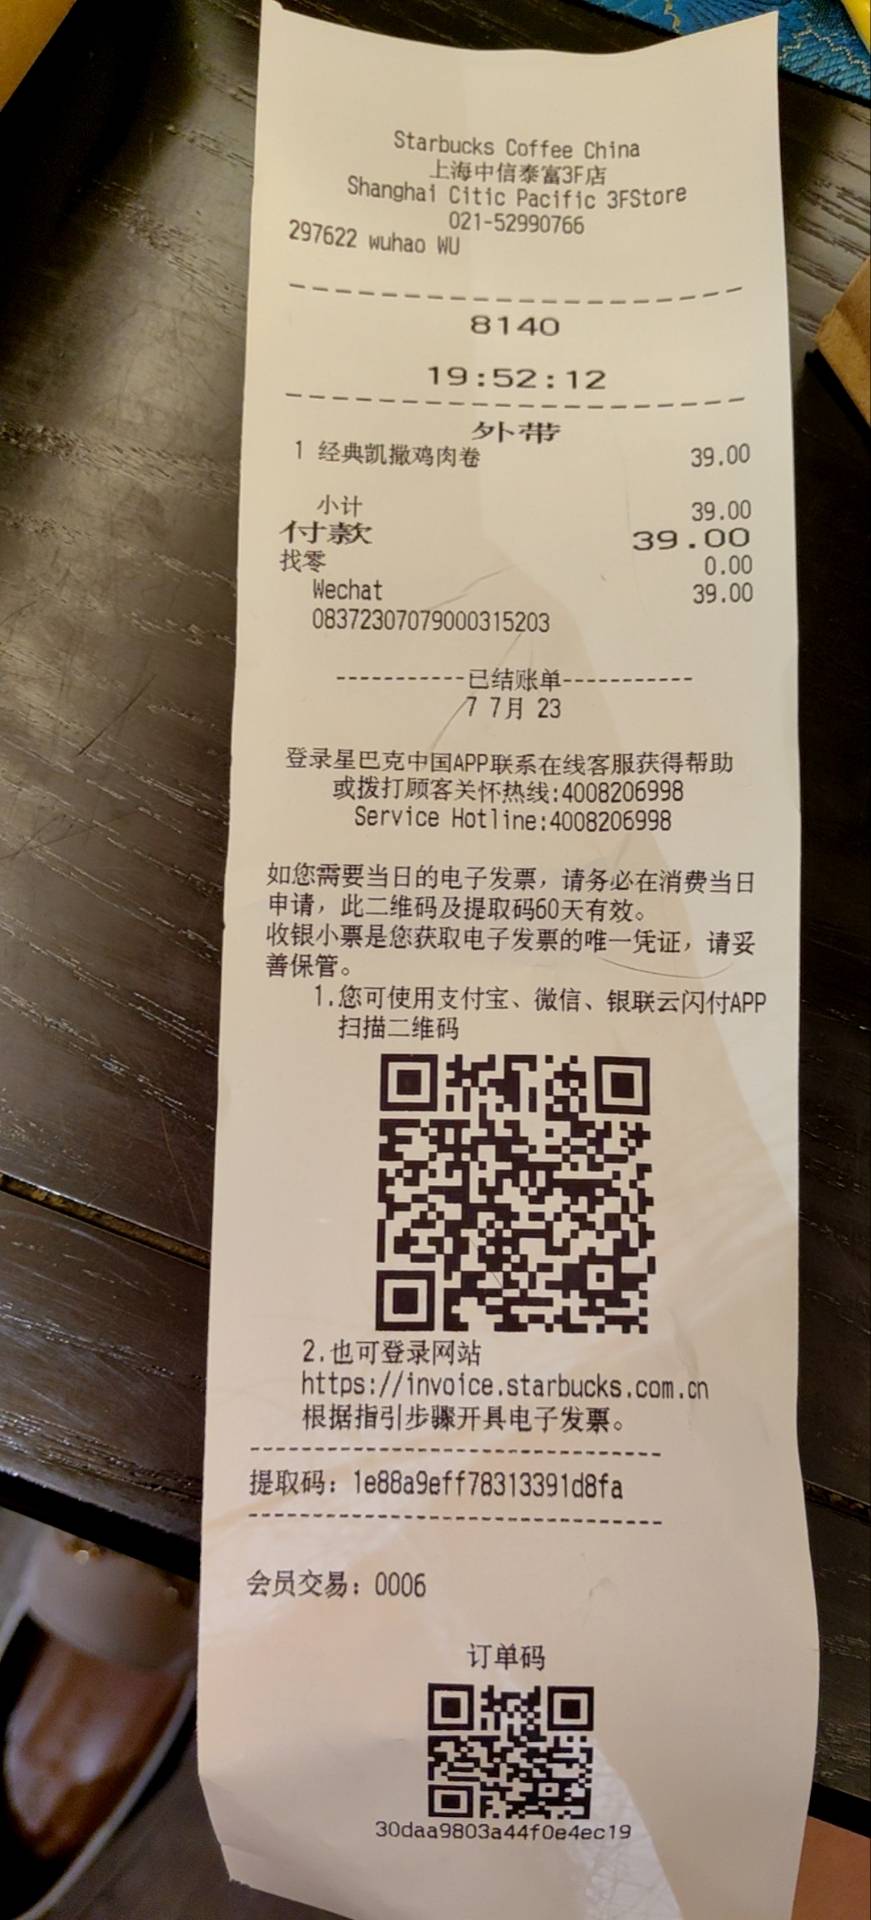 Starbucks Coffee China
上海中信泰富3F店
Shanghai Citic Pacific 3FStore
021-52990766
297622 wuhao WU
8140
19:52:12
外带
1 经典凯撒鸡肉卷 39.00
小计 39.00
付款 39.00
找零 0.00
Wechat 39.00
08372307079000315203
-----------已结账单-----------
7 7月 23
登录星巴克中国APP联系在线客服获得帮助
或拨打顾客关怀热线:4008206998
Service Hotline:4008206998
如您需要当日的电子发票，请务必在消费当日
申请，此二维码及提取码60天有效。
收银小票是您获取电子发票的唯一凭证，请妥
善保管。
1.您可使用支付宝、微信、银联云闪付APP
扫描二维码
2.也可登录网站
https://invoice.starbucks.com.cn
根据指引步骤开具电子发票。
提取码：1e88a9eff78313391d8fa
会员交易：0006
订单码
30daa9803a44f0e4ec19